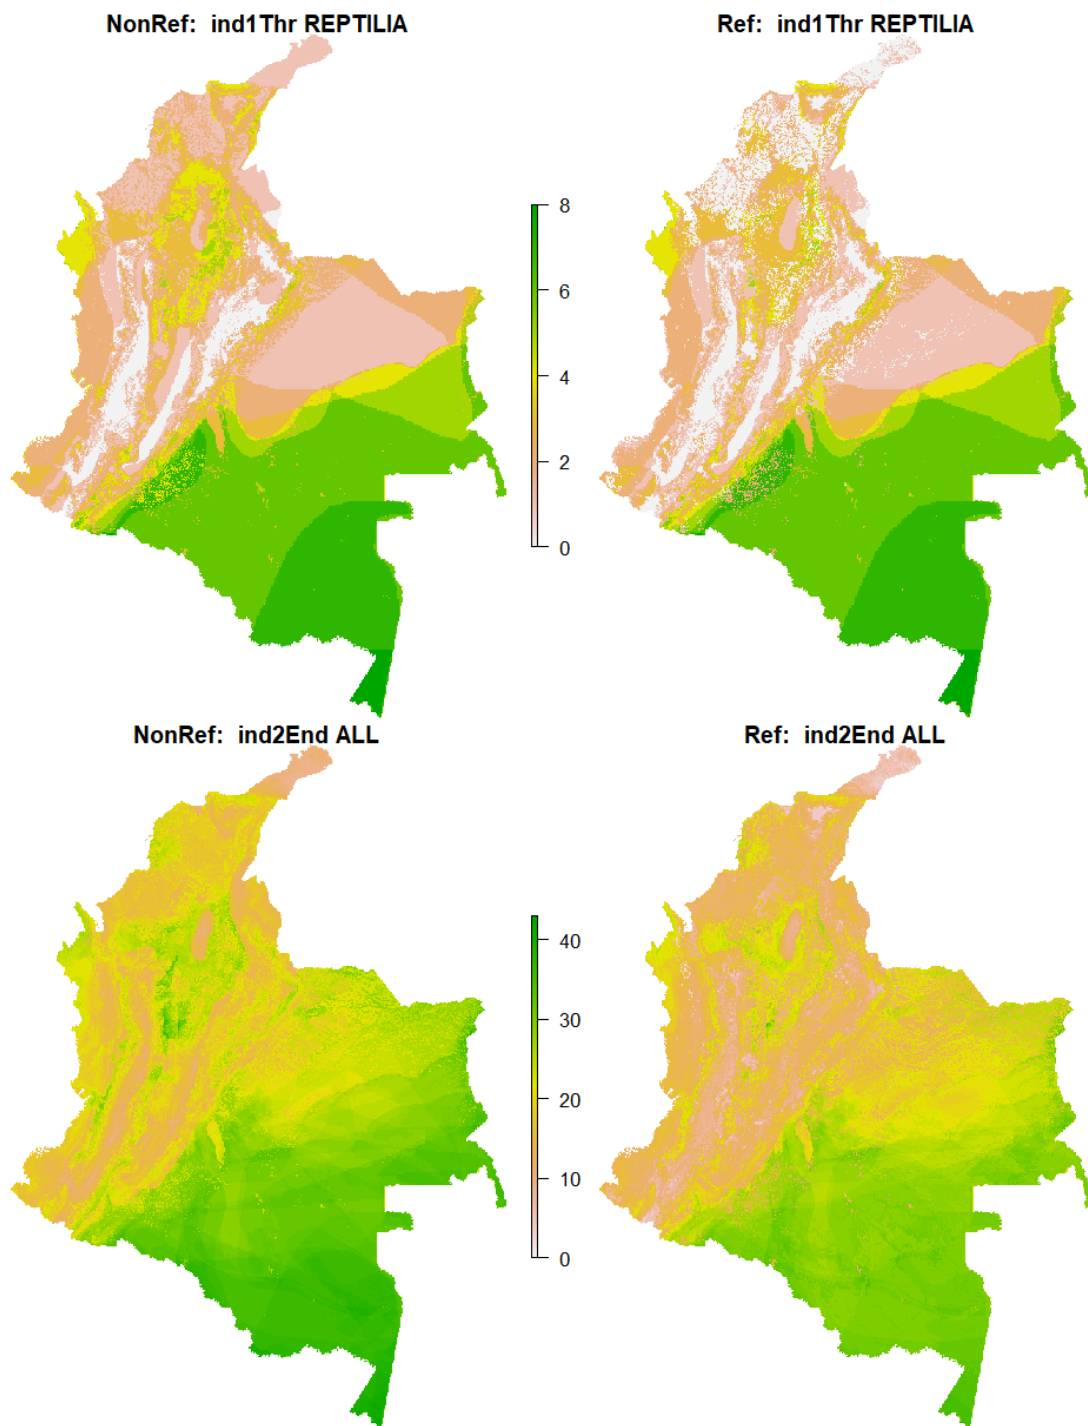 NonRef: ind1Thr REPTILIA
Ref: ind1Thr REPTILIA
8
6
4
2
0
NonRef: ind2End ALL
Ref: ind2End ALL
40
30
20
10
0